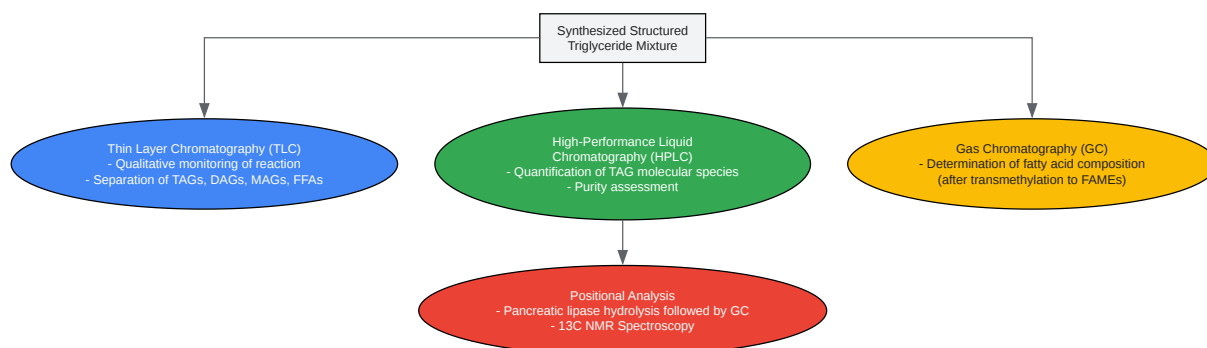 Synthesized Structured
Triglyceride Mixture
Thin Layer Chromatography (TLC)
- Qualitative monitoring of reaction
- Separation of TAGs, DAGs, MAGs, FFAs
High-Performance Liquid
Chromatography (HPLC)
- Quantification of TAG molecular species
- Purity assessment
Gas Chromatography (GC)
- Determination of fatty acid composition
(after transmethylation to FAMEs)
Positional Analysis
- Pancreatic lipase hydrolysis followed by GC
- 13C NMR Spectroscopy